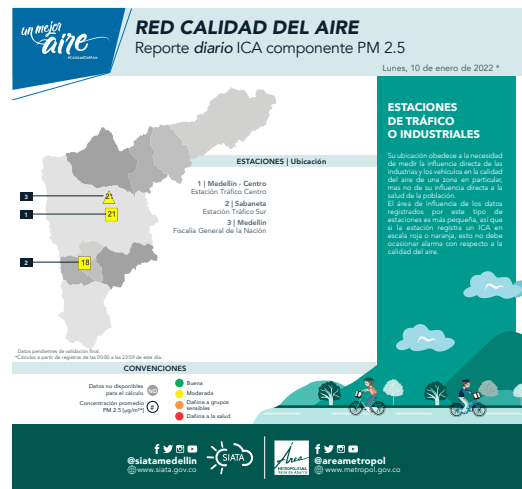 un mejor
aire
#CalidadDelAire
RED CALIDAD DEL AIRE
Reporte diario ICA componente PM 2.5
Lunes, 10 de enero de 2022 *
ESTACIONES
DE TRÁFICO
O INDUSTRIALES
Su ubicación obedece a la necesidad
de medir la influencia directa de las
industrias y los vehículos en la calidad
del aire de una zona en particular,
mas no de su influencia directa a la
salud de la población.
El área de influencia de los datos
registrados por este tipo de
estaciones es más pequeña, así que
si la estación registra un ICA en
escala roja o naranja, esto no debe
ocasionar alarma con respecto a la
calidad del aire.
ESTACIONES | Ubicación
1 | Medellín - Centro
Estación Tráfico Centro
2 | Sabaneta
Estación Tráfico Sur
3 | Medellín
Fiscalía General de la Nación
3
21
1
21
2
18
Datos pendientes de validación final.
*Cálculos a partir de registros de las 00:00 a las 23:59 de este día.
CONVENCIONES
Datos no disponibles
para el cálculo
ND
Concentración promedio
PM 2.5 [µg/m³*]
#
Buena
Moderada
Dañina a grupos
sensibles
Dañina a la salud
@siatamedellin
www.siata.gov.co
SIATA
Área
METROPOLITANA
Valle de Aburrá
@areametropol
www.metropol.gov.co